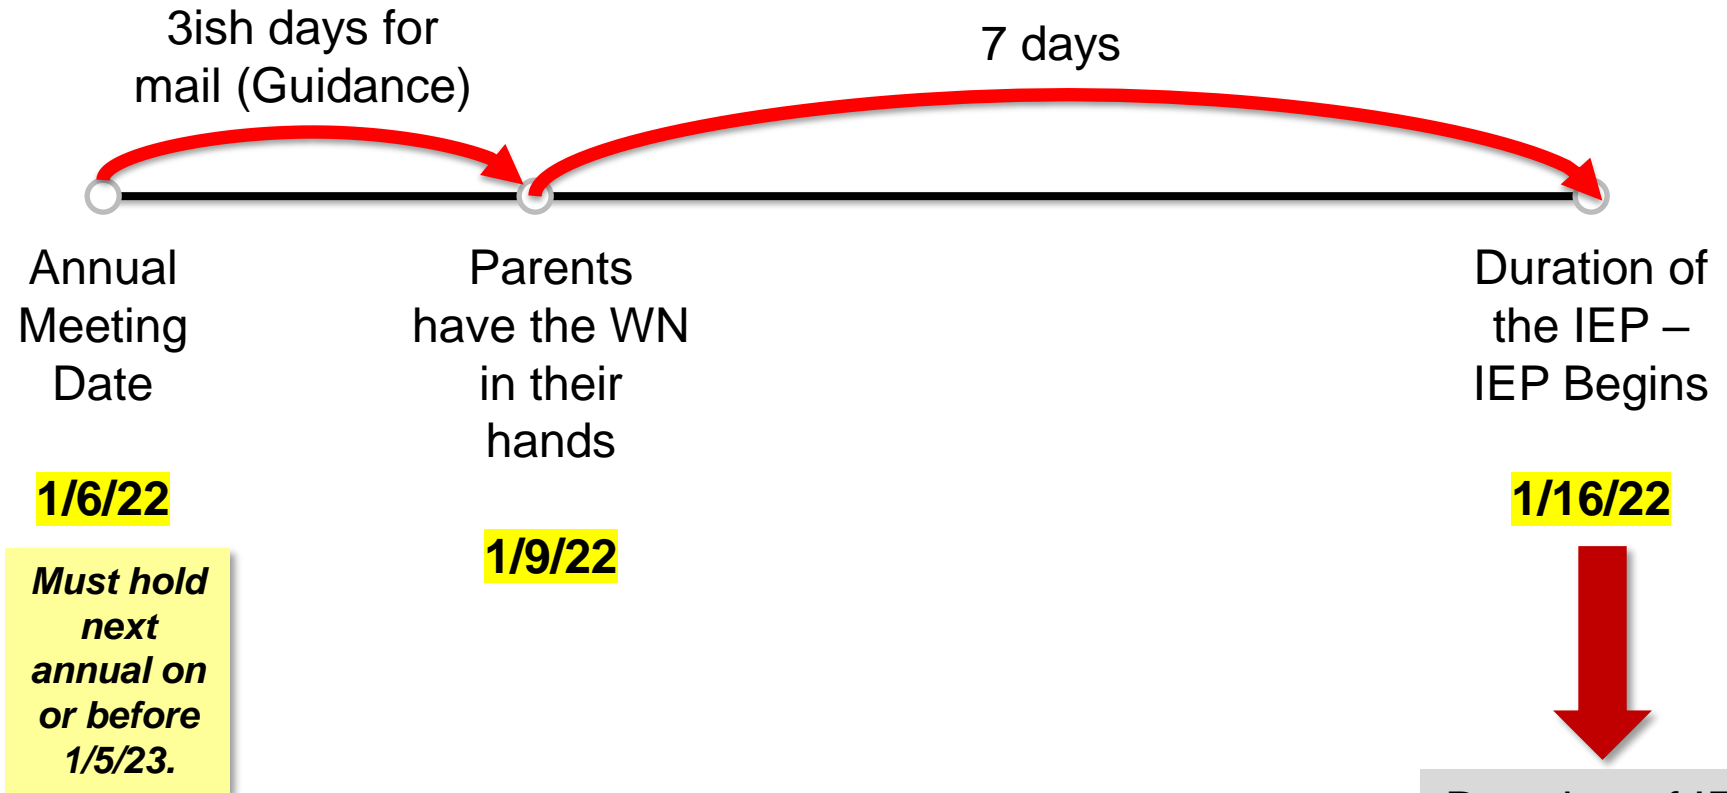 3ish days for
mail (Guidance)
7 days
Annual
Meeting
Date
1/6/22
Must hold
next
annual on
or before
1/5/23.
Parents
have the WN
in their
hands
1/9/22
Duration of
the IEP –
IEP Begins
1/16/22